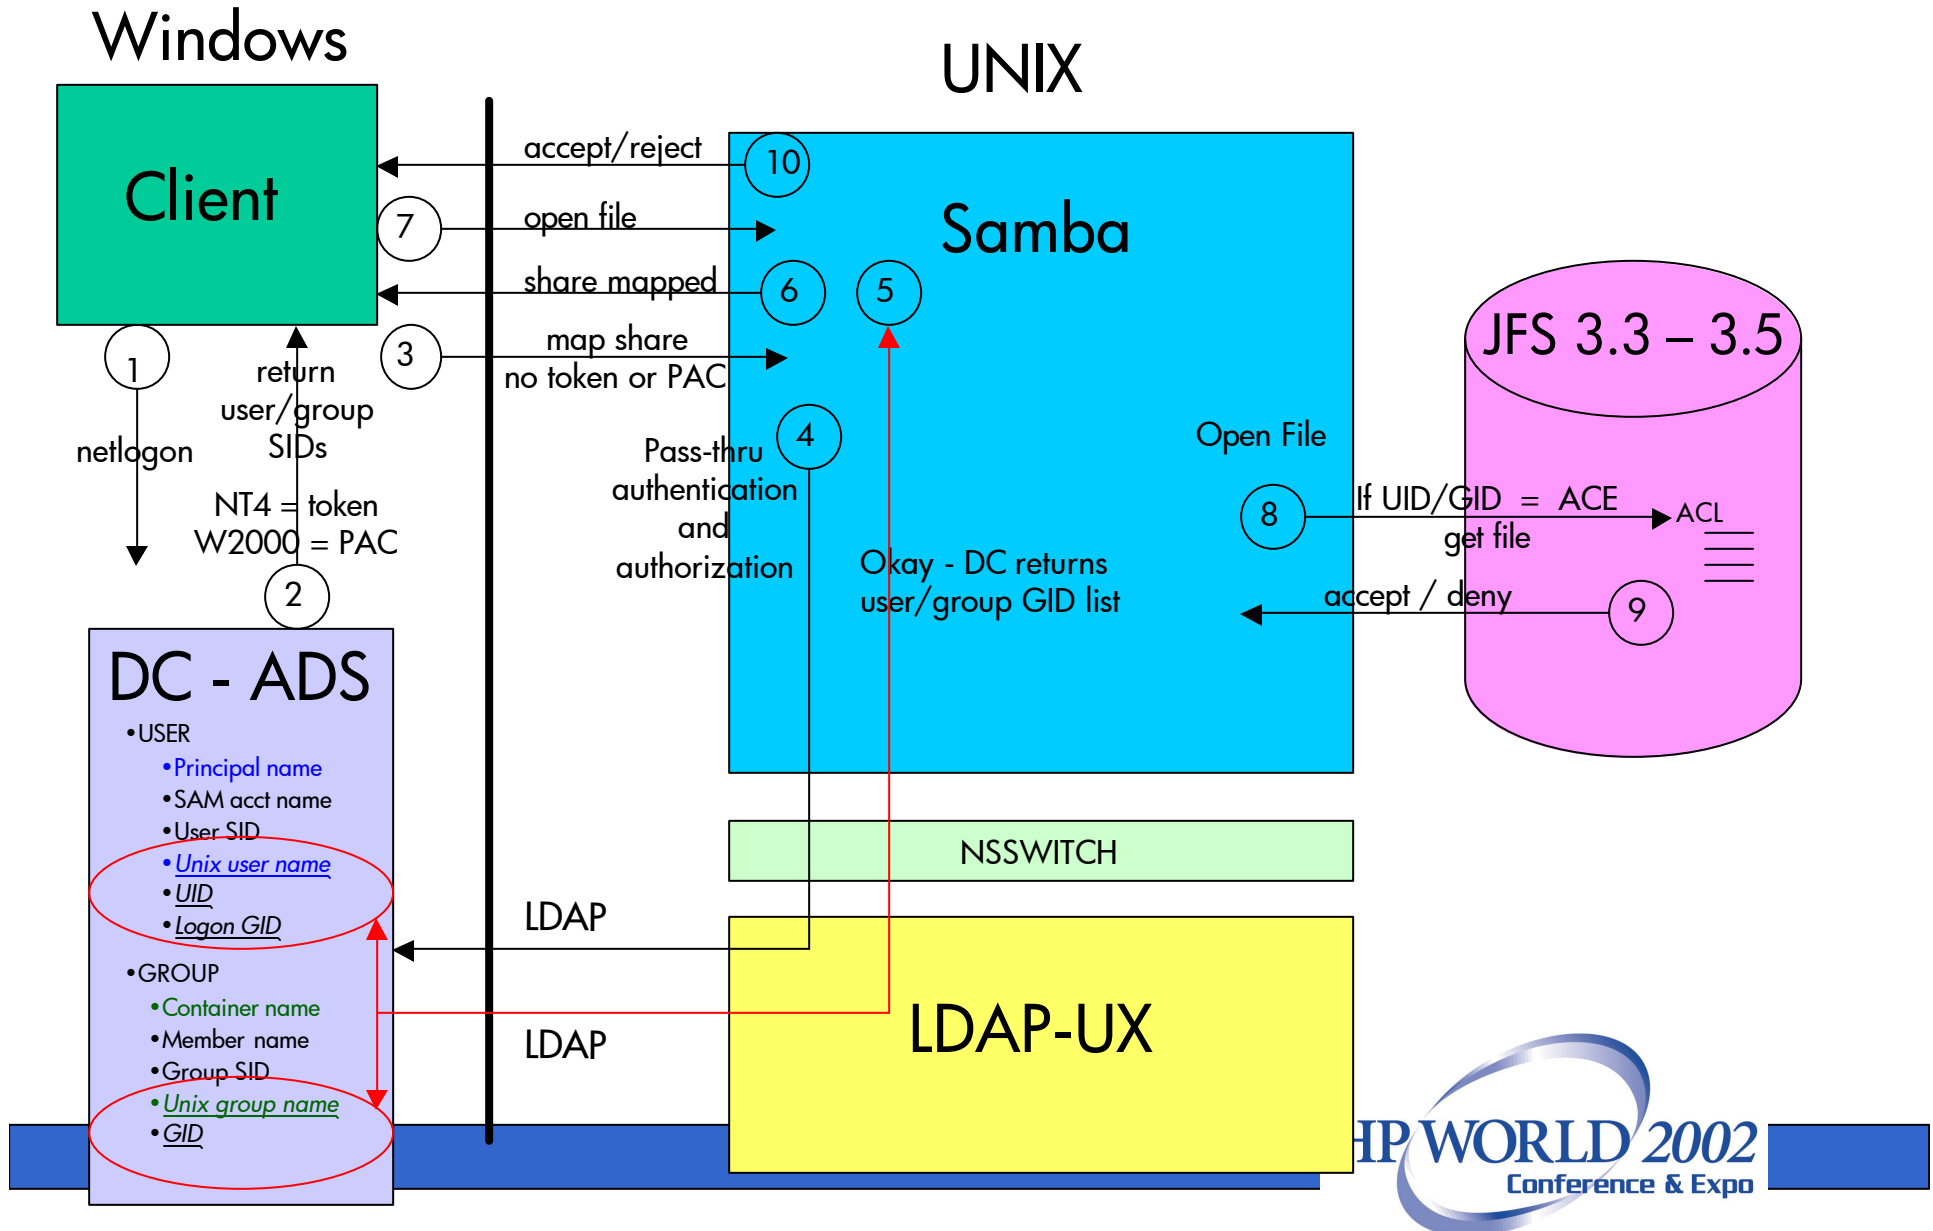 Windows
UNIX
Client
accept/reject
10
7
open file
Samba
share mapped
6
5
JFS 3.3 – 3.5
1
3
map share
no token or PAC
return
user/group
SIDs
netlogon
4
Pass-thru
authentication
and
authorization
Open File
NT4 = token
W2000 = PAC
8
If UID/GID = ACE
get file
ACL
Okay - DC returns
user/group GID list
2
accept / deny
9
DC - ADS
•USER
•Principal name
•SAM acct name
•User SID
•Unix user name
•UID
•Logon GID
NSSWITCH
LDAP
•GROUP
•Container name
•Member name
•Group SID
•Unix group name
•GID
LDAP
LDAP-UX
HP WORLD 2002
Conference & Expo